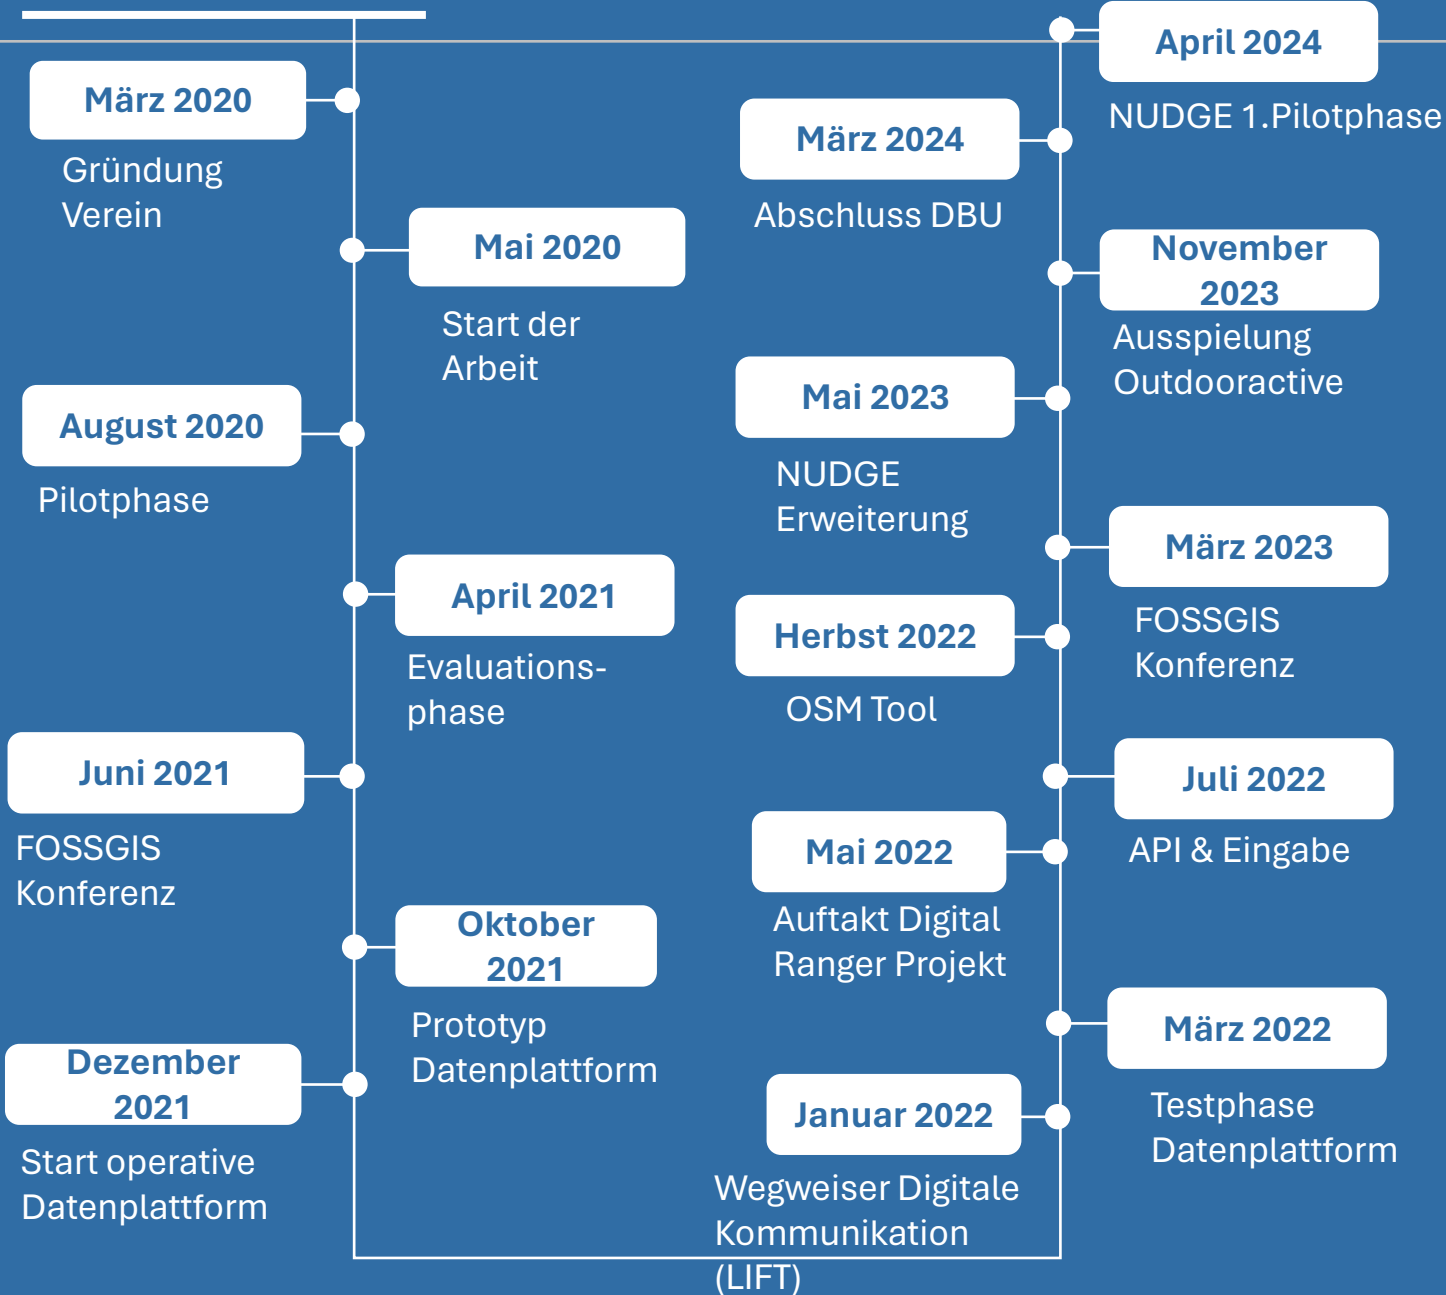 März 2020
Gründung
Verein
Mai 2020
Start der
Arbeit
August 2020
Pilotphase
April 2021
Evaluations-
phase
Juni 2021
FOSSGIS
Konferenz
Oktober
2021
Prototyp
Datenplattform
Dezember
2021
Start operative
Datenplattform
Januar 2022
Wegweiser Digitale
Kommunikation
(LIFT)
März 2022
Testphase
Datenplattform
Mai 2022
Auftakt Digital
Ranger Projekt
Juli 2022
API & Eingabe
Herbst 2022
OSM Tool
März 2023
FOSSGIS
Konferenz
Mai 2023
NUDGE
Erweiterung
November
2023
Ausspielung
Outdooractive
März 2024
Abschluss DBU
April 2024
NUDGE 1.Pilotphase